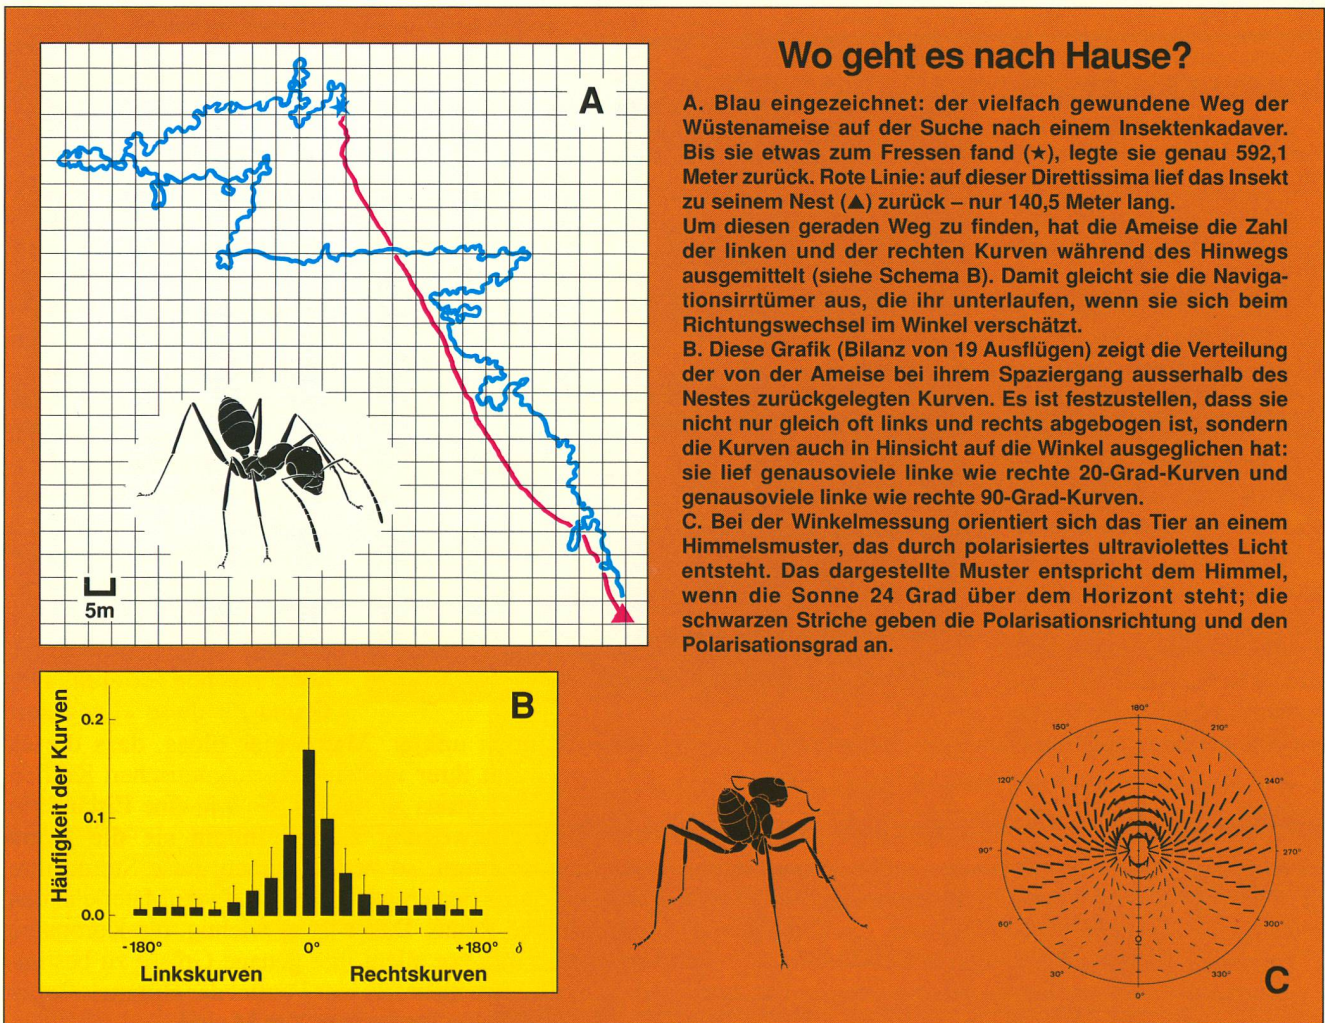 Wo geht es nach Hause?
A
A. Blau eingezeichnet: der vielfach gewundene Weg der
Wüstenameise auf der Suche nach einem Insektenkadaver.
Bis sie etwas zum Fressen fand (★), legte sie genau 592,1
Meter zurück. Rote Linie: auf dieser Direttissima lief das Insekt
zu seinem Nest (▲) zurück – nur 140,5 Meter lang.
Um diesen geraden Weg zu finden, hat die Ameise die Zahl
der linken und der rechten Kurven während des Hinwegs
ausgemittelt (siehe Schema B). Damit gleicht sie die Naviga-
tionsirrtümer aus, die ihr unterlaufen, wenn sie sich beim
Richtungswechsel im Winkel verschätzt.
B. Diese Grafik (Bilanz von 19 Ausflügen) zeigt die Verteilung
der von der Ameise bei ihrem Spaziergang ausserhalb des
Nestes zurückgelegten Kurven. Es ist festzustellen, dass sie
nicht nur gleich oft links und rechts abgebogen ist, sondern
die Kurven auch in Hinsicht auf die Winkel ausgeglichen hat:
sie lief genausoviele linke wie rechte 20-Grad-Kurven und
genausoviele linke wie rechte 90-Grad-Kurven.
C. Bei der Winkelmessung orientiert sich das Tier an einem
Himmelsmuster, das durch polarisiertes ultraviolettes Licht
entsteht. Das dargestellte Muster entspricht dem Himmel,
wenn die Sonne 24 Grad über dem Horizont steht; die
schwarzen Striche geben die Polarisationsrichtung und den
Polarisationsgrad an.
5m
B
Häufigkeit der Kurven
0.2
0.1
0.0
-180° 0° +180° δ
Linkskurven Rechtskurven
180°
150° 210°
120° 240°
90° 270°
60° 300°
30° 330°
0°
C